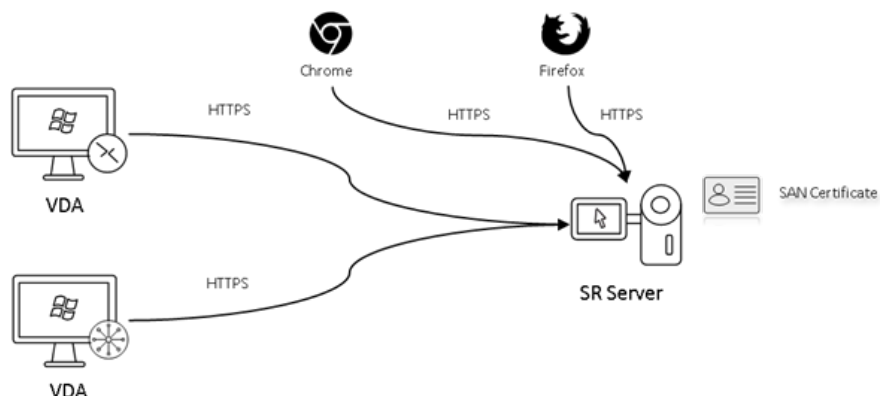 Chrome
Firefox
HTTPS
HTTPS
HTTPS
VDA
SAN Certificate
HTTPS
SR Server
VDA